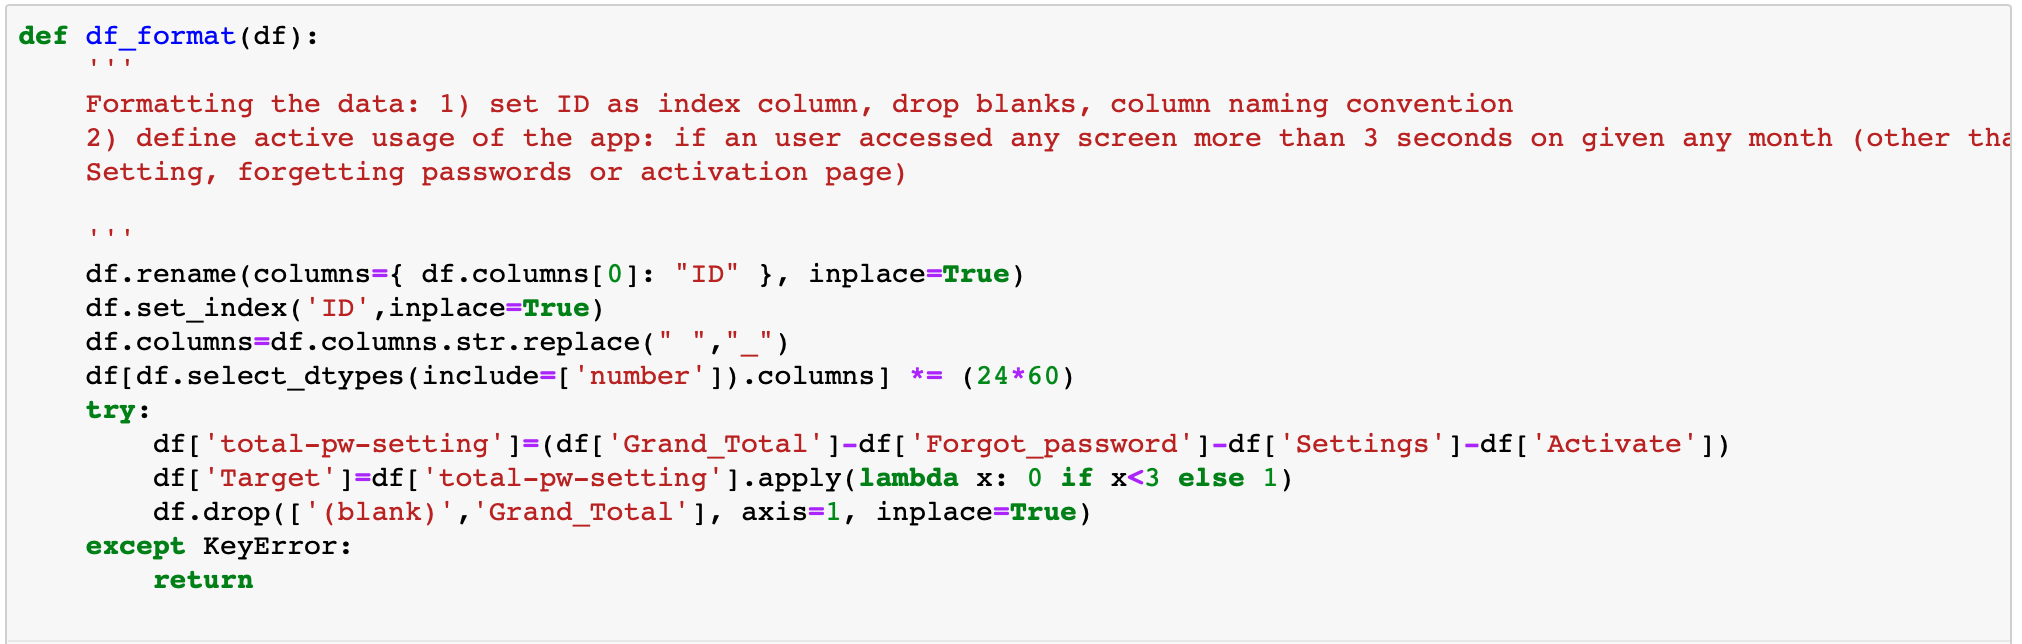 def df_format(df):
    '''
    Formatting the data: 1) set ID as index column, drop blanks, column naming convention
    2) define active usage of the app: if an user accessed any screen more than 3 seconds on given any month (other
    Setting, forgetting passwords or activation page)

    '''
    df.rename(columns={ df.columns[0]: "ID" }, inplace=True)
    df.set_index('ID',inplace=True)
    df.columns=df.columns.str.replace(" ","_")
    df[df.select_dtypes(include=['number']).columns] *= (24*60)
    try:
        df['total-pw-setting']=(df['Grand_Total']-df['Forgot_password']-df['Settings']-df['Activate'])
        df['Target']=df['total-pw-setting'].apply(lambda x: 0 if x<3 else 1)
        df.drop(['(blank)','Grand_Total'], axis=1, inplace=True)
    except KeyError:
        return